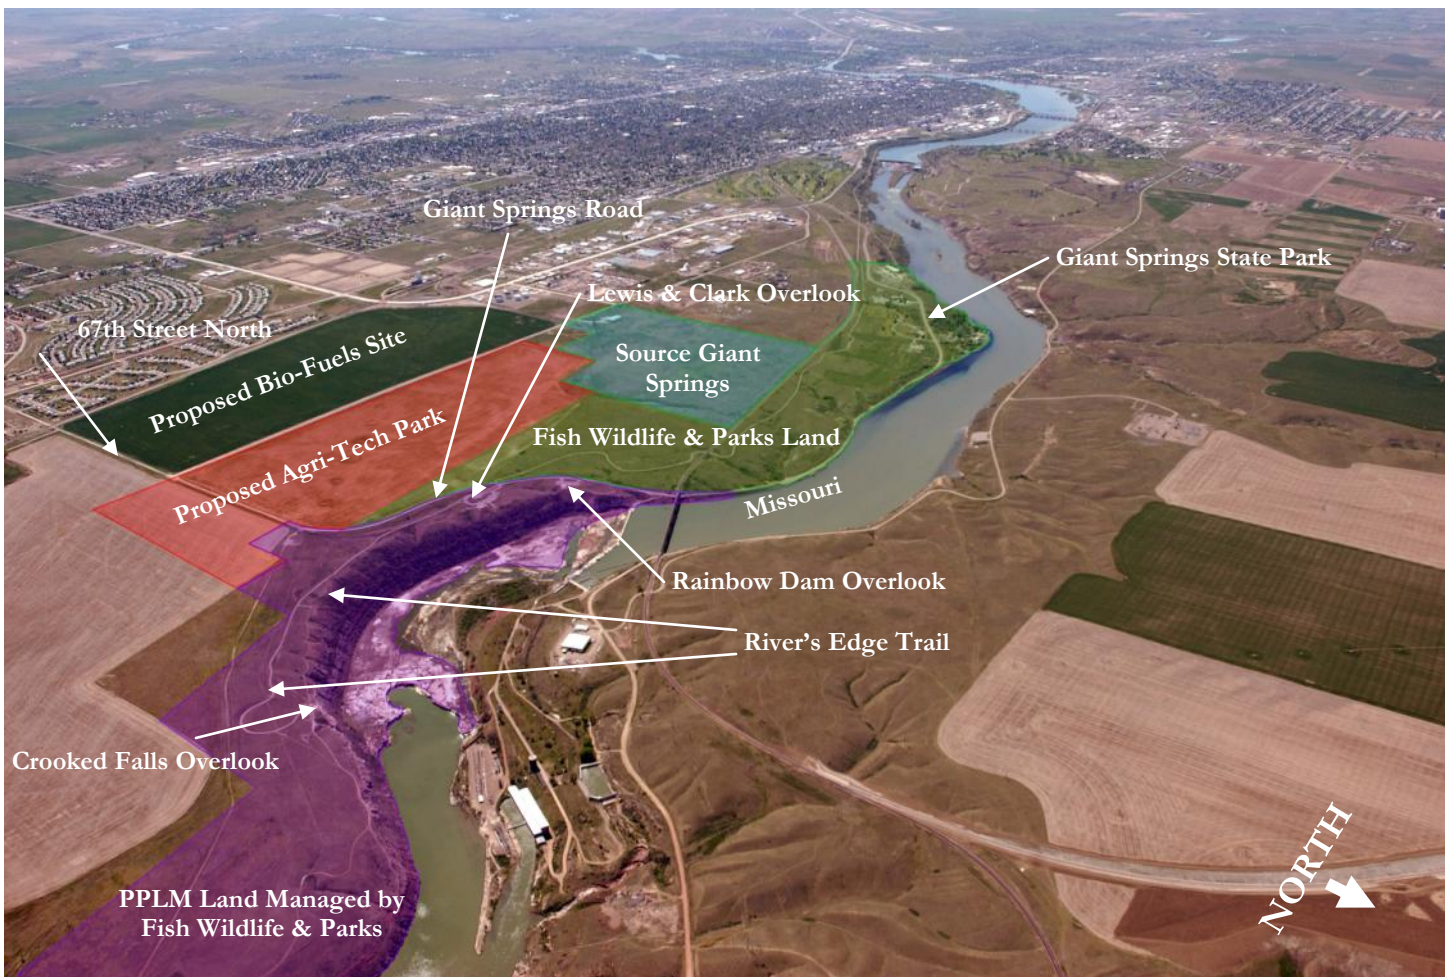 Giant Springs Road
Giant Springs State Park
Lewis & Clark Overlook
67th Street North
Proposed Bio-Fuels Site
Source Giant
Springs
Proposed Agri-Tech Park
Fish Wildlife & Parks Land
Missouri
Rainbow Dam Overlook
River’s Edge Trail
Crooked Falls Overlook
PPLM Land Managed by
Fish Wildlife & Parks
NORTH